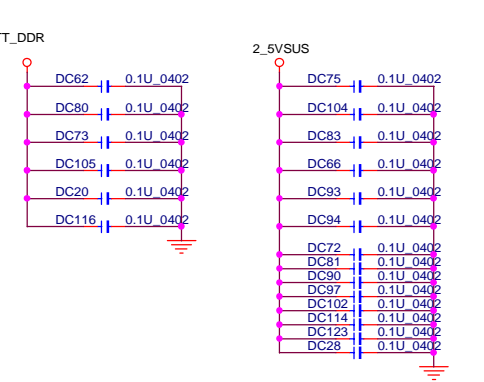 TT_DDR
DC62 0.1U_0402
DC80 0.1U_0402
DC73 0.1U_0402
DC105 0.1U_0402
DC20 0.1U_0402
DC116 0.1U_0402
2_5VSUS
DC75 0.1U_0402
DC104 0.1U_0402
DC83 0.1U_0402
DC66 0.1U_0402
DC93 0.1U_0402
DC94 0.1U_0402
DC72 0.1U_0402
DC81 0.1U_0402
DC90 0.1U_0402
DC97 0.1U_0402
DC102 0.1U_0402
DC114 0.1U_0402
DC123 0.1U_0402
DC28 0.1U_0402